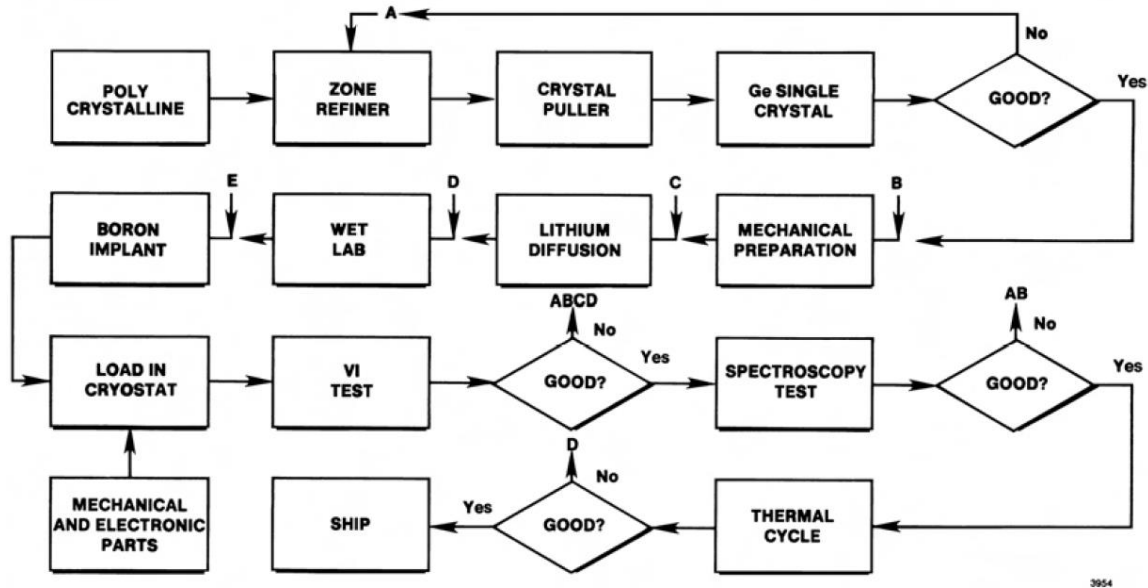 A
No
POLY
CRYSTALLINE
ZONE
REFINER
CRYSTAL
PULLER
Ge SINGLE
CRYSTAL
GOOD?
Yes
E
D
C
B
BORON
IMPLANT
WET
LAB
LITHIUM
DIFFUSION
MECHANICAL
PREPARATION
ABCD
No
AB
No
LOAD IN
CRYOSTAT
VI
TEST
GOOD?
Yes
SPECTROSCOPY
TEST
GOOD?
Yes
D
No
MECHANICAL
AND ELECTRONIC
PARTS
SHIP
Yes
GOOD?
THERMAL
CYCLE
3954